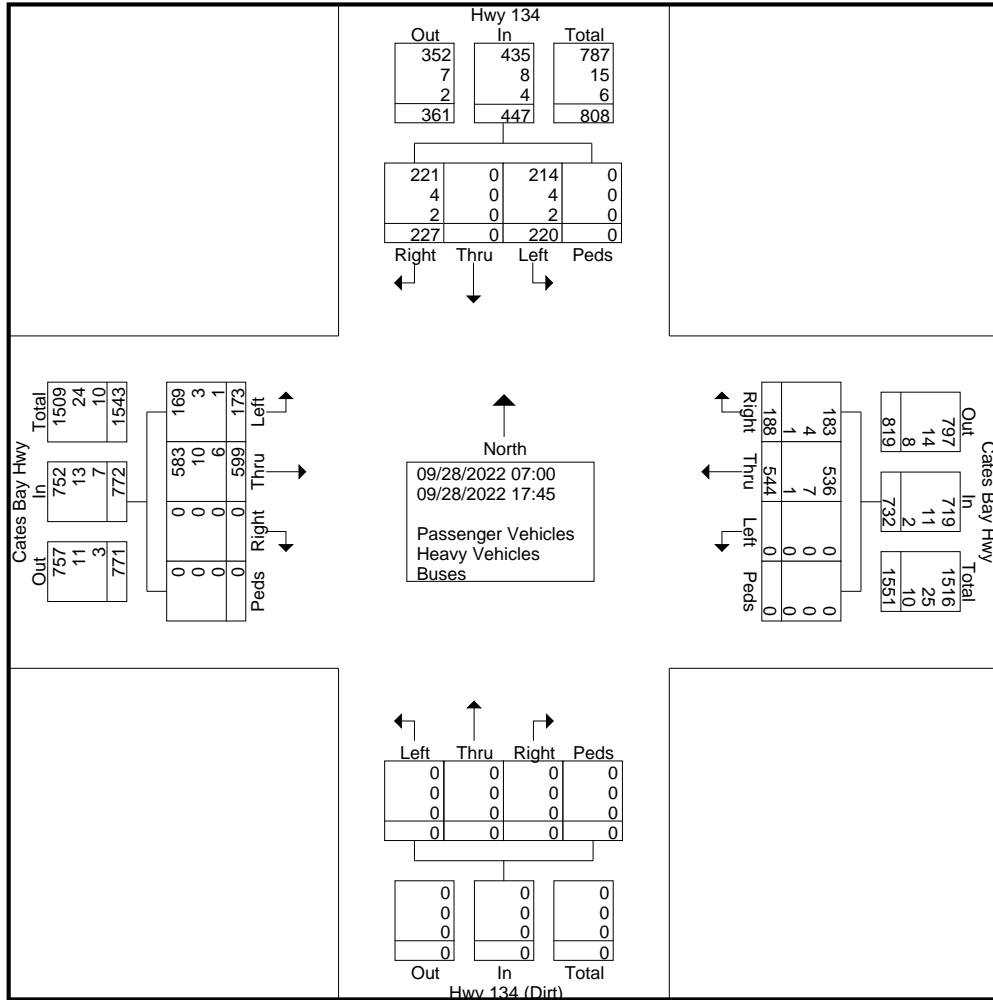 Hwy 134
Out In Total
352 435 787
7 8 15
2 4 6
361 447 808
221 0 214 0
4 0 4 0
2 0 2 0
227 0 220 0
Right Thru Left Peds
Cates Bay Hwy
Total In Out
1509 752 757
24 13 11
10 7 3
1543 772 771
169 583 0 0
3 10 0 0
1 6 0 0
173 599 0 0
Left Thru Right Peds
North
09/28/2022 07:00
09/28/2022 17:45
Passenger Vehicles
Heavy Vehicles
Buses
Right Thru Left Peds
183 536 0 0
4 7 0 0
1 1 0 0
188 544 0 0
Cates Bay Hwy
Out In Total
797 719 1516
14 11 25
8 2 10
819 732 1551
Left Thru Right Peds
0 0 0 0
0 0 0 0
0 0 0 0
0 0 0 0
0 0 0
0 0 0
0 0 0
0 0 0
Out In Total
Hwy 134 (Dirt)